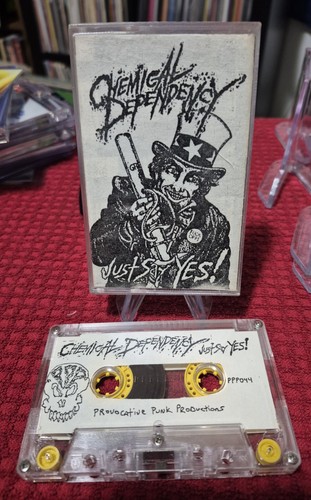 CHEMICAL
DEPENDENCY
JUST SAY YES!
CHEMICAL DEPENDENCY JUST SAY YES!
PPP044
PROVOCATIVE PUNK PRODUCTIONS